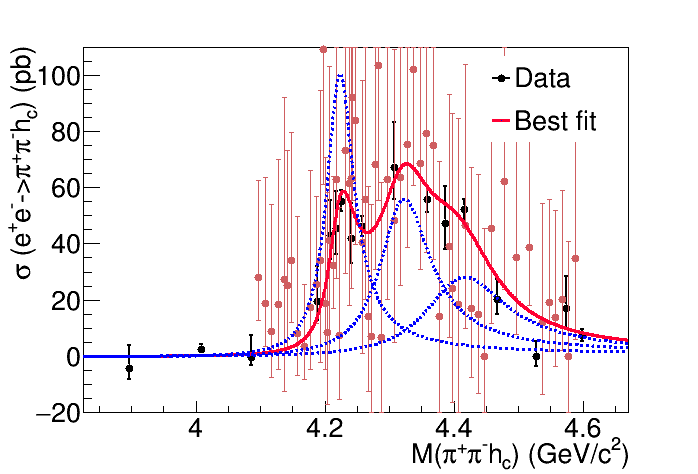 σ (e⁺e⁻->π⁺π⁻h_c) (pb)
100
80
60
40
20
0
−20
Data
Best fit
4 4.2 4.4 4.6
M(π⁺π⁻h_c) (GeV/c²)